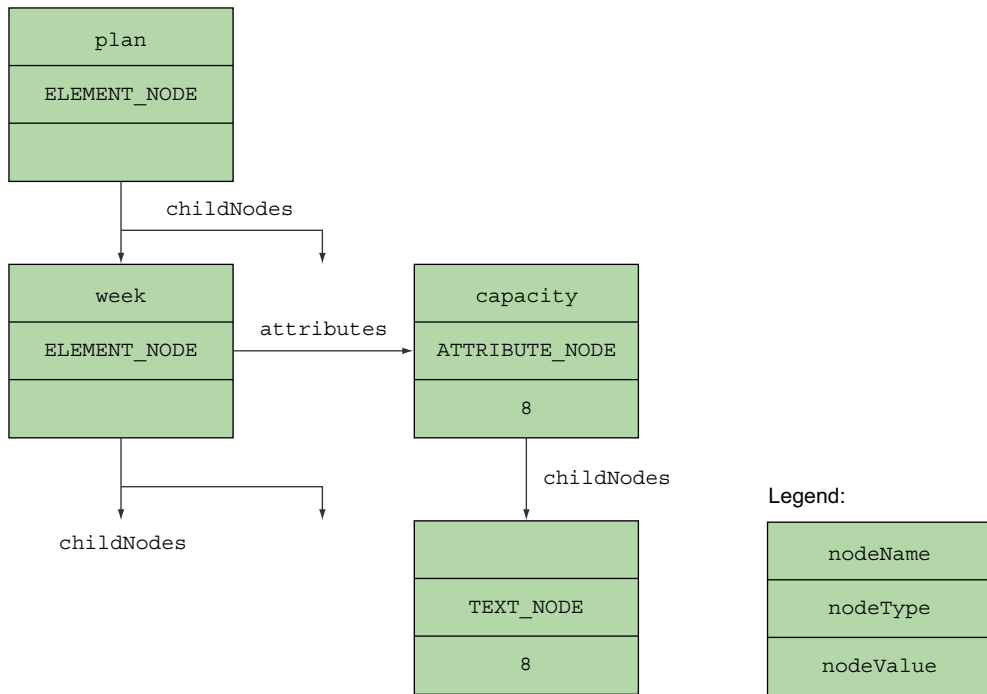 plan
ELEMENT_NODE
childNodes
week
ELEMENT_NODE
attributes
capacity
ATTRIBUTE_NODE
8
childNodes
childNodes
TEXT_NODE
8
Legend:
nodeName
nodeType
nodeValue